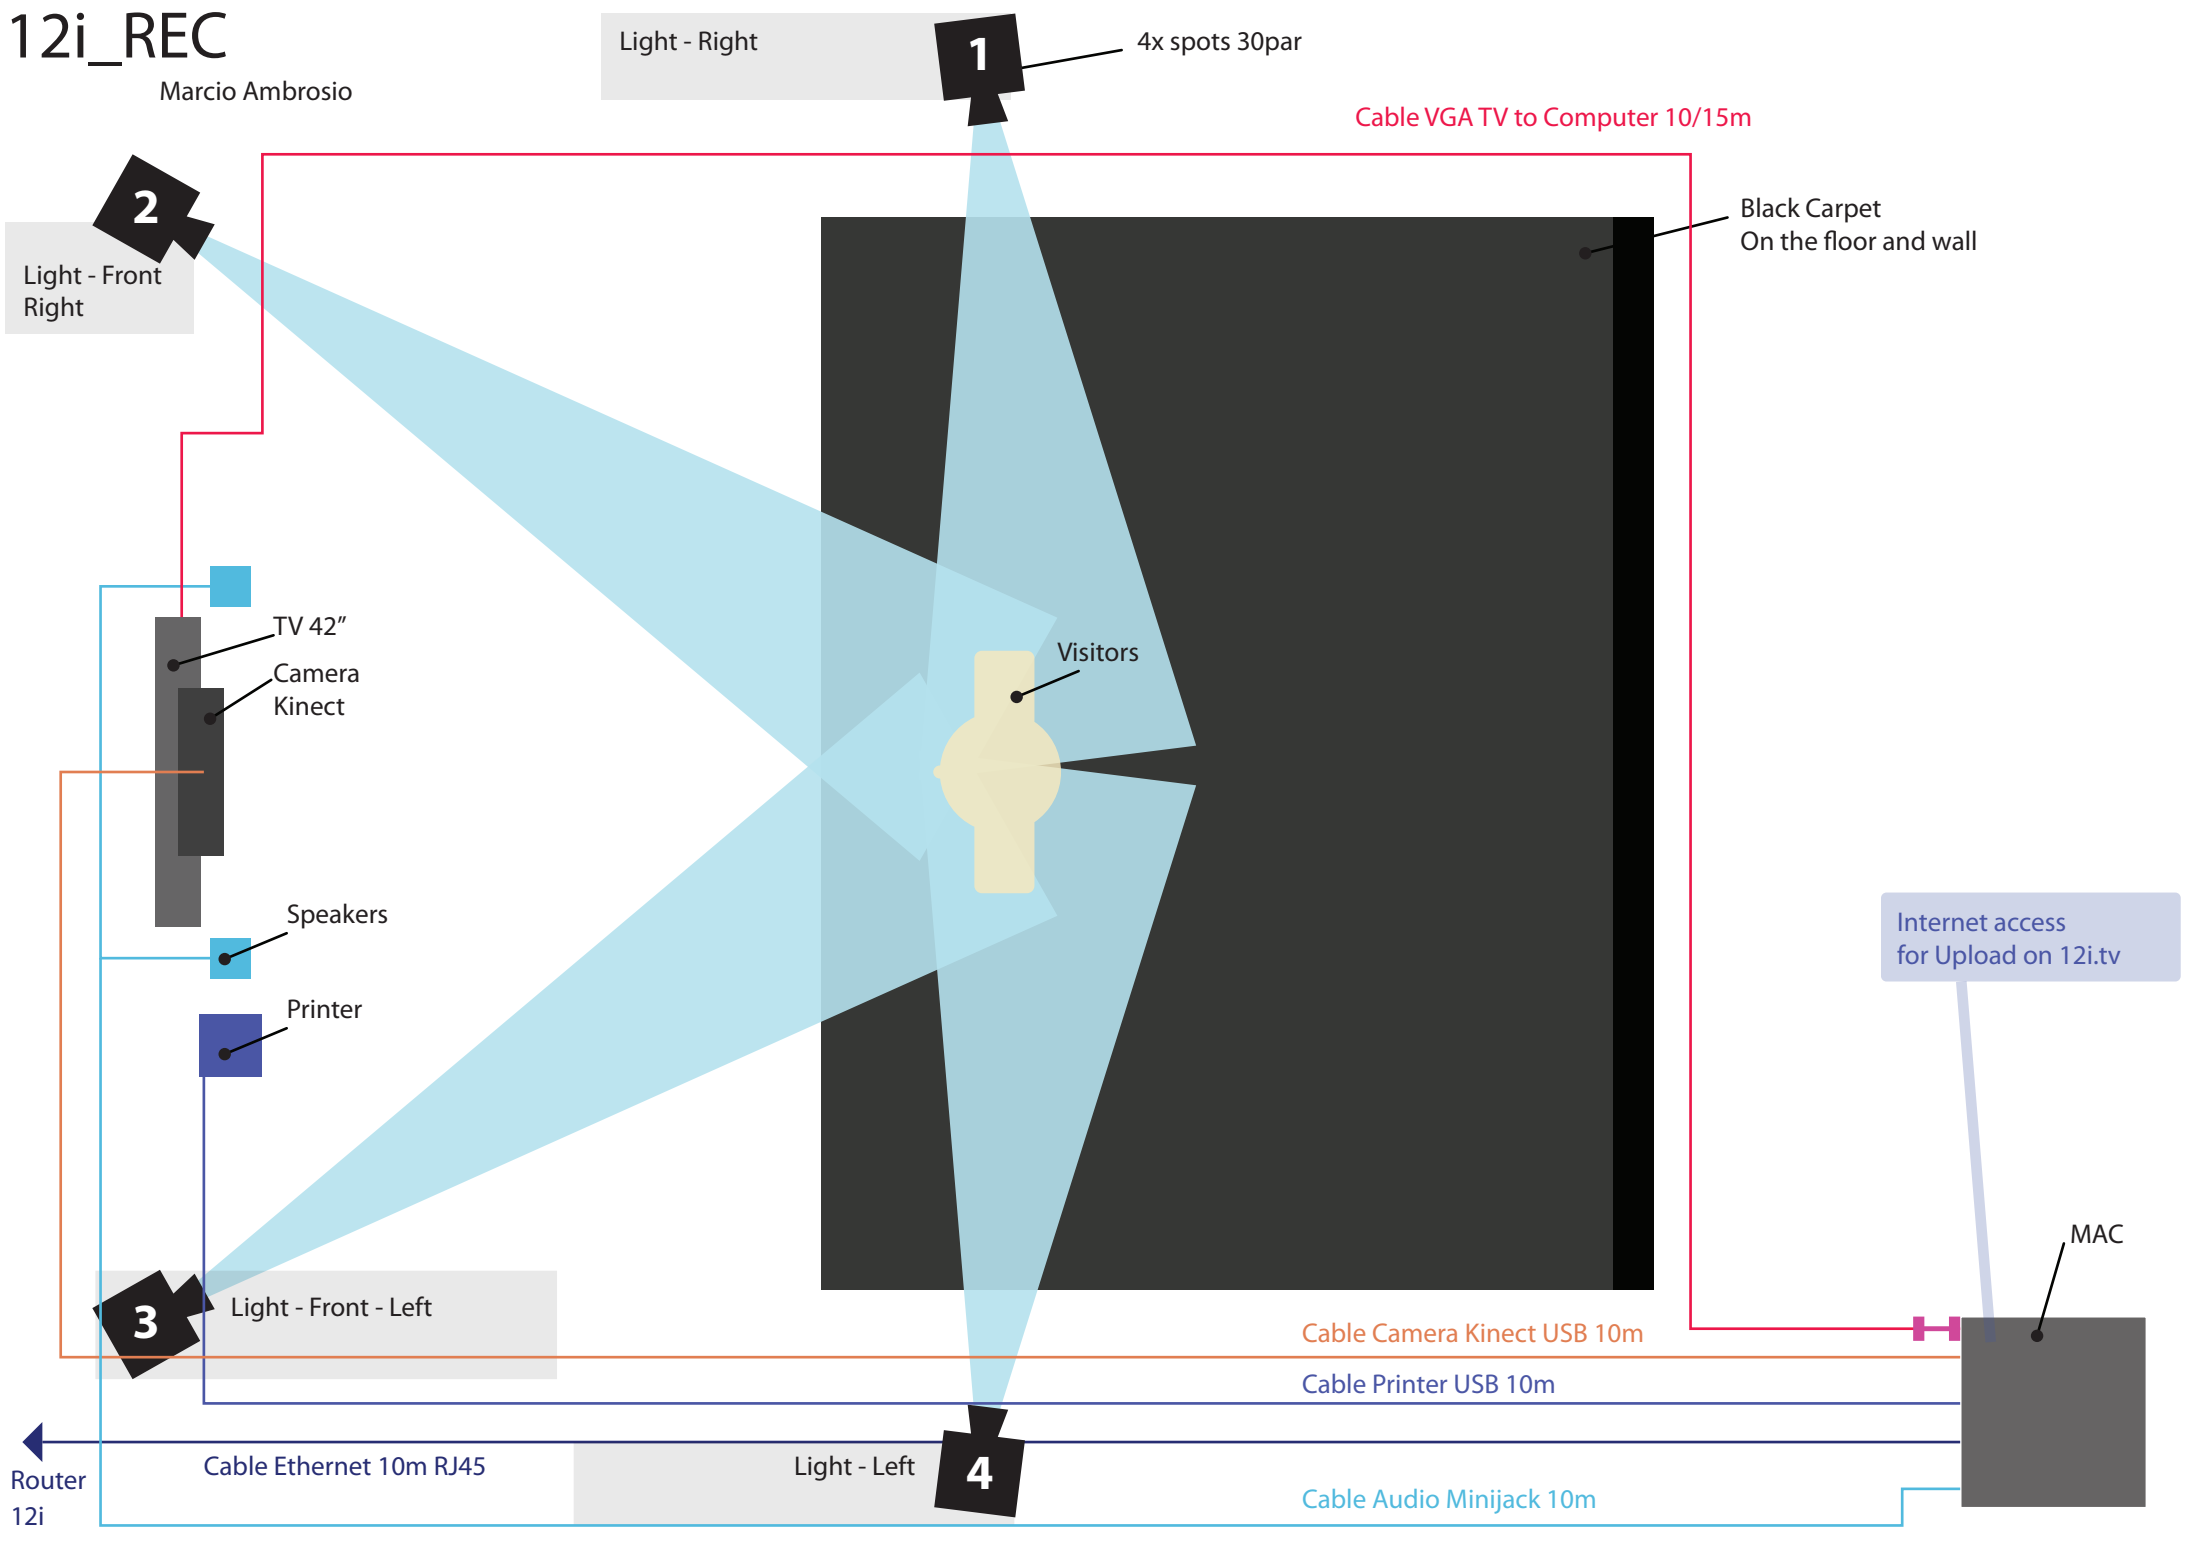 12i_REC
Marcio Ambrosio
Light - Right
1
4x spots 30par
Cable VGA TV to Computer 10/15m
2
Light - Front
Right
Black Carpet
On the floor and wall
TV 42”
Camera
Kinect
Visitors
Speakers
Printer
Internet access
for Upload on 12i.tv
MAC
3
Light - Front - Left
Cable Camera Kinect USB 10m
Cable Printer USB 10m
Router
12i
Cable Ethernet 10m RJ45
Light - Left
4
Cable Audio Minijack 10m